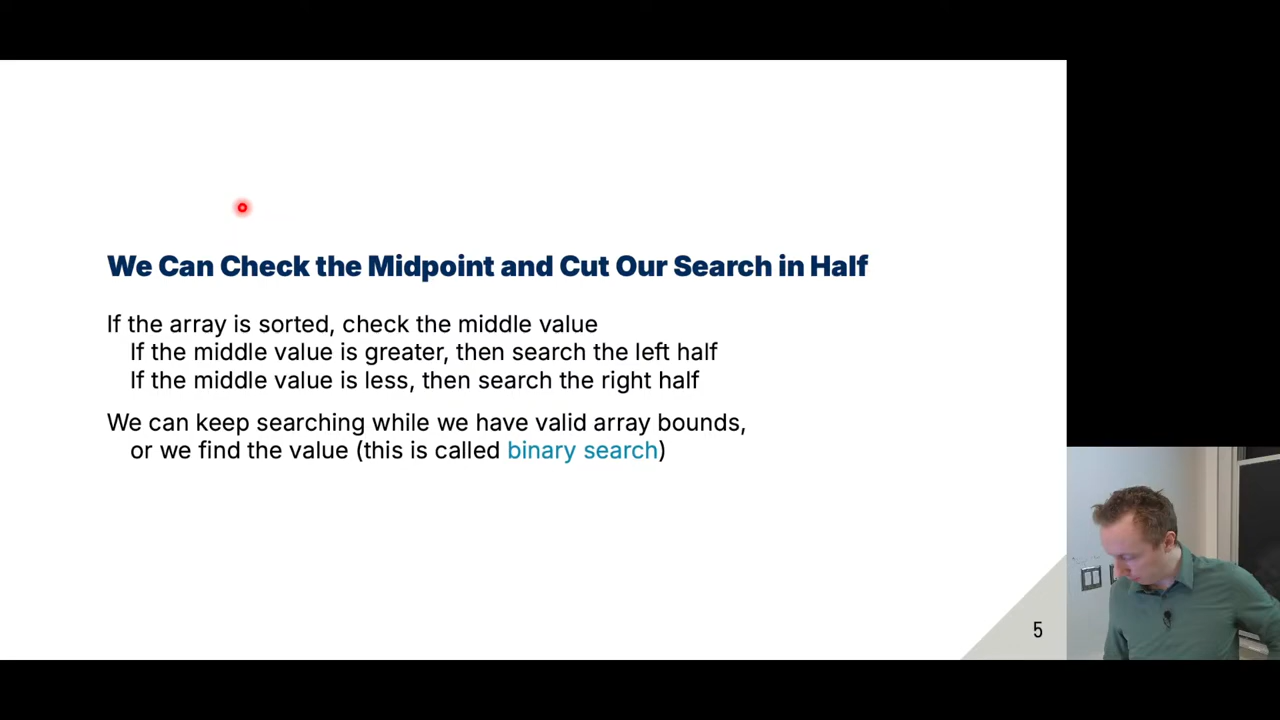 We Can Check the Midpoint and Cut Our Search in Half
If the array is sorted, check the middle value
If the middle value is greater, then search the left half
If the middle value is less, then search the right half
We can keep searching while we have valid array bounds,
or we find the value (this is called binary search)
5